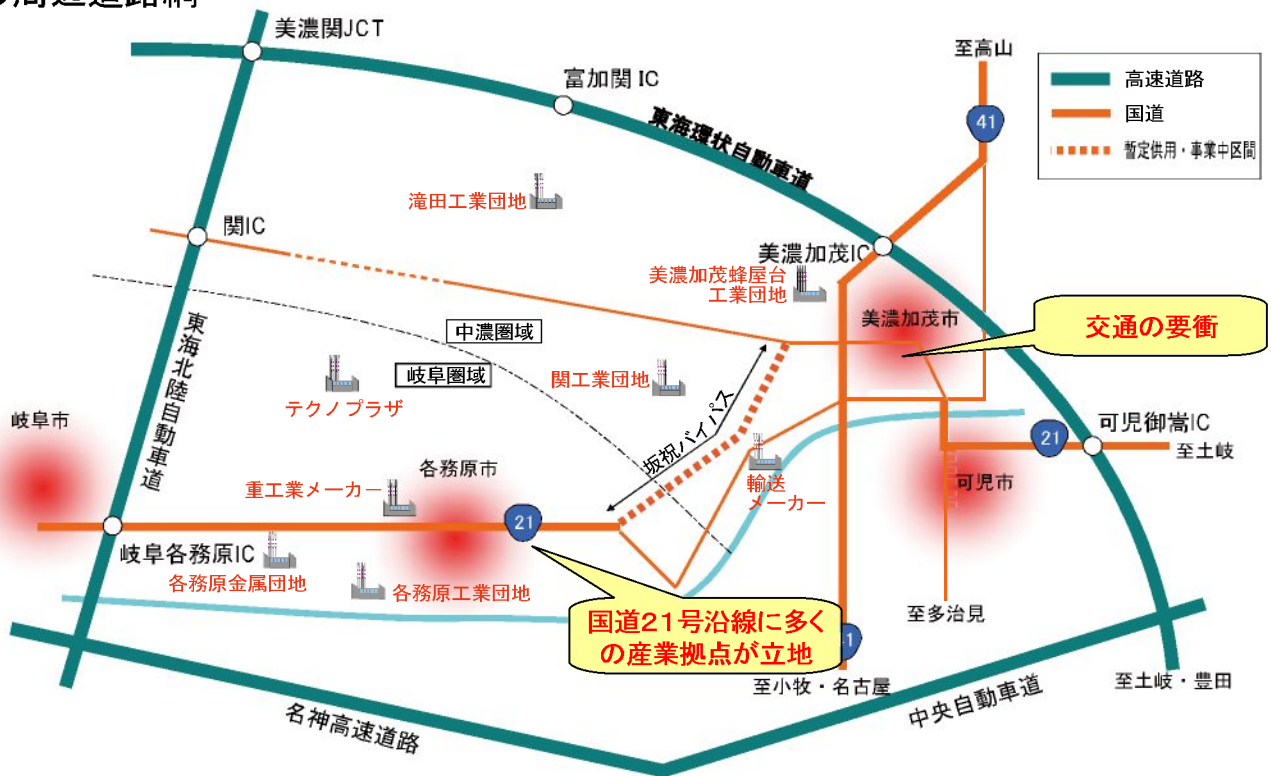 周辺道路網
美濃関JCT
至高山
富加関 IC
高速道路
国道
暫定供用・事業中区間
41
東海環状自動車道
滝田工業団地
関IC
美濃加茂IC
美濃加茂蜂屋台
工業団地
美濃加茂市
交通の要衝
中濃圏域
岐阜圏域
東海北陸自動車道
テクノプラザ
関工業団地
坂祝バイパス
岐阜市
可児御嵩IC
21
至土岐
各務原市
重工業メーカー
輸送
メーカー
可児市
21
岐阜各務原IC
各務原金属団地
各務原工業団地
国道21号沿線に多く
の産業拠点が立地
至多治見
至小牧・名古屋
至土岐・豊田
名神高速道路
中央自動車道